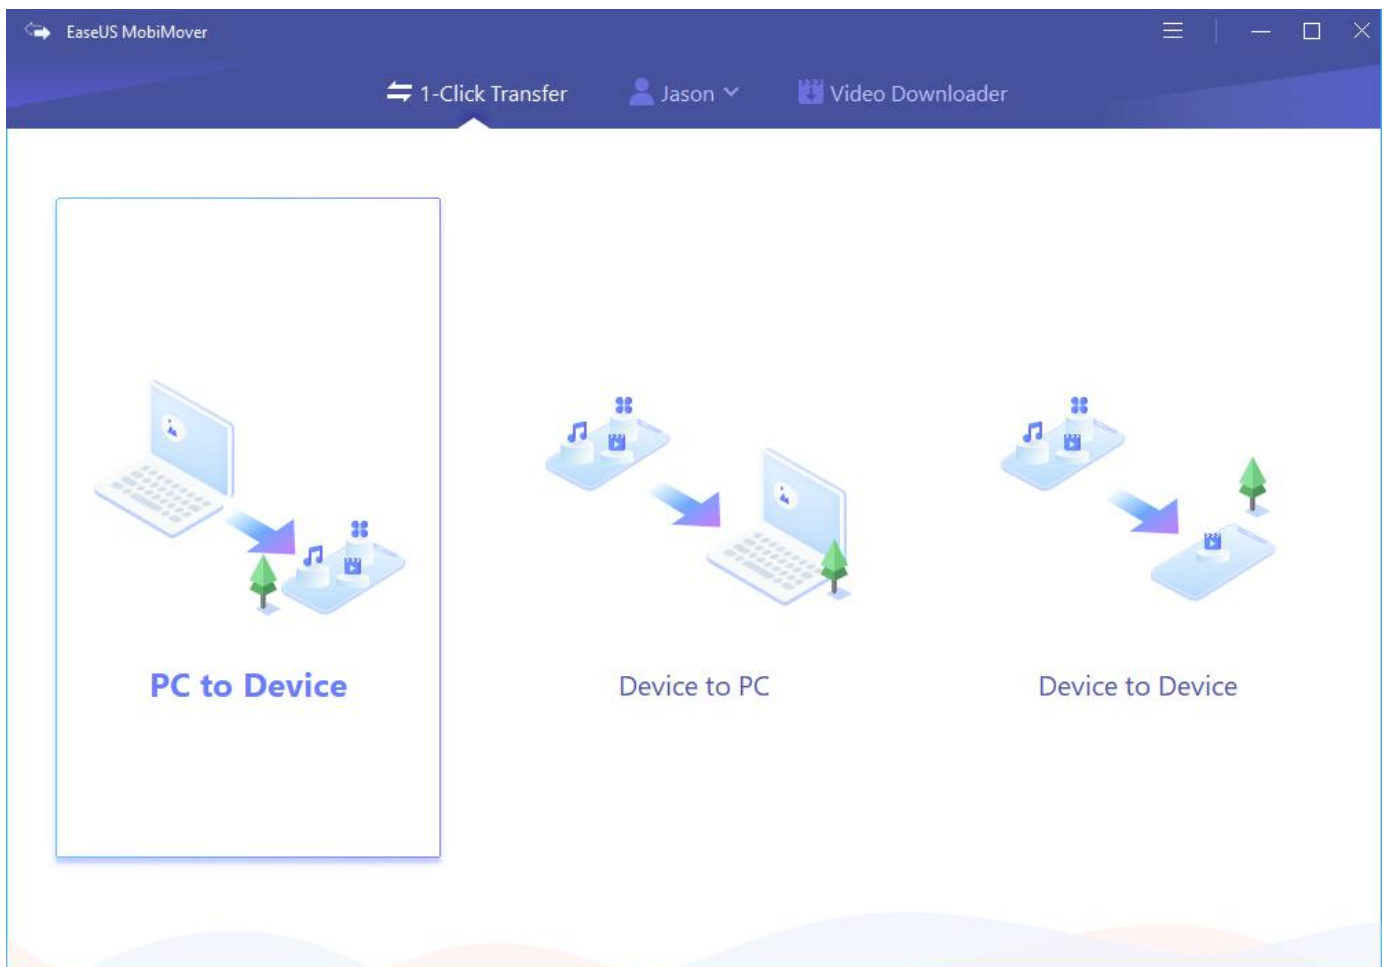 EaseUS MobiMover
1-Click Transfer Jason Video Downloader
PC to Device Device to PC Device to Device